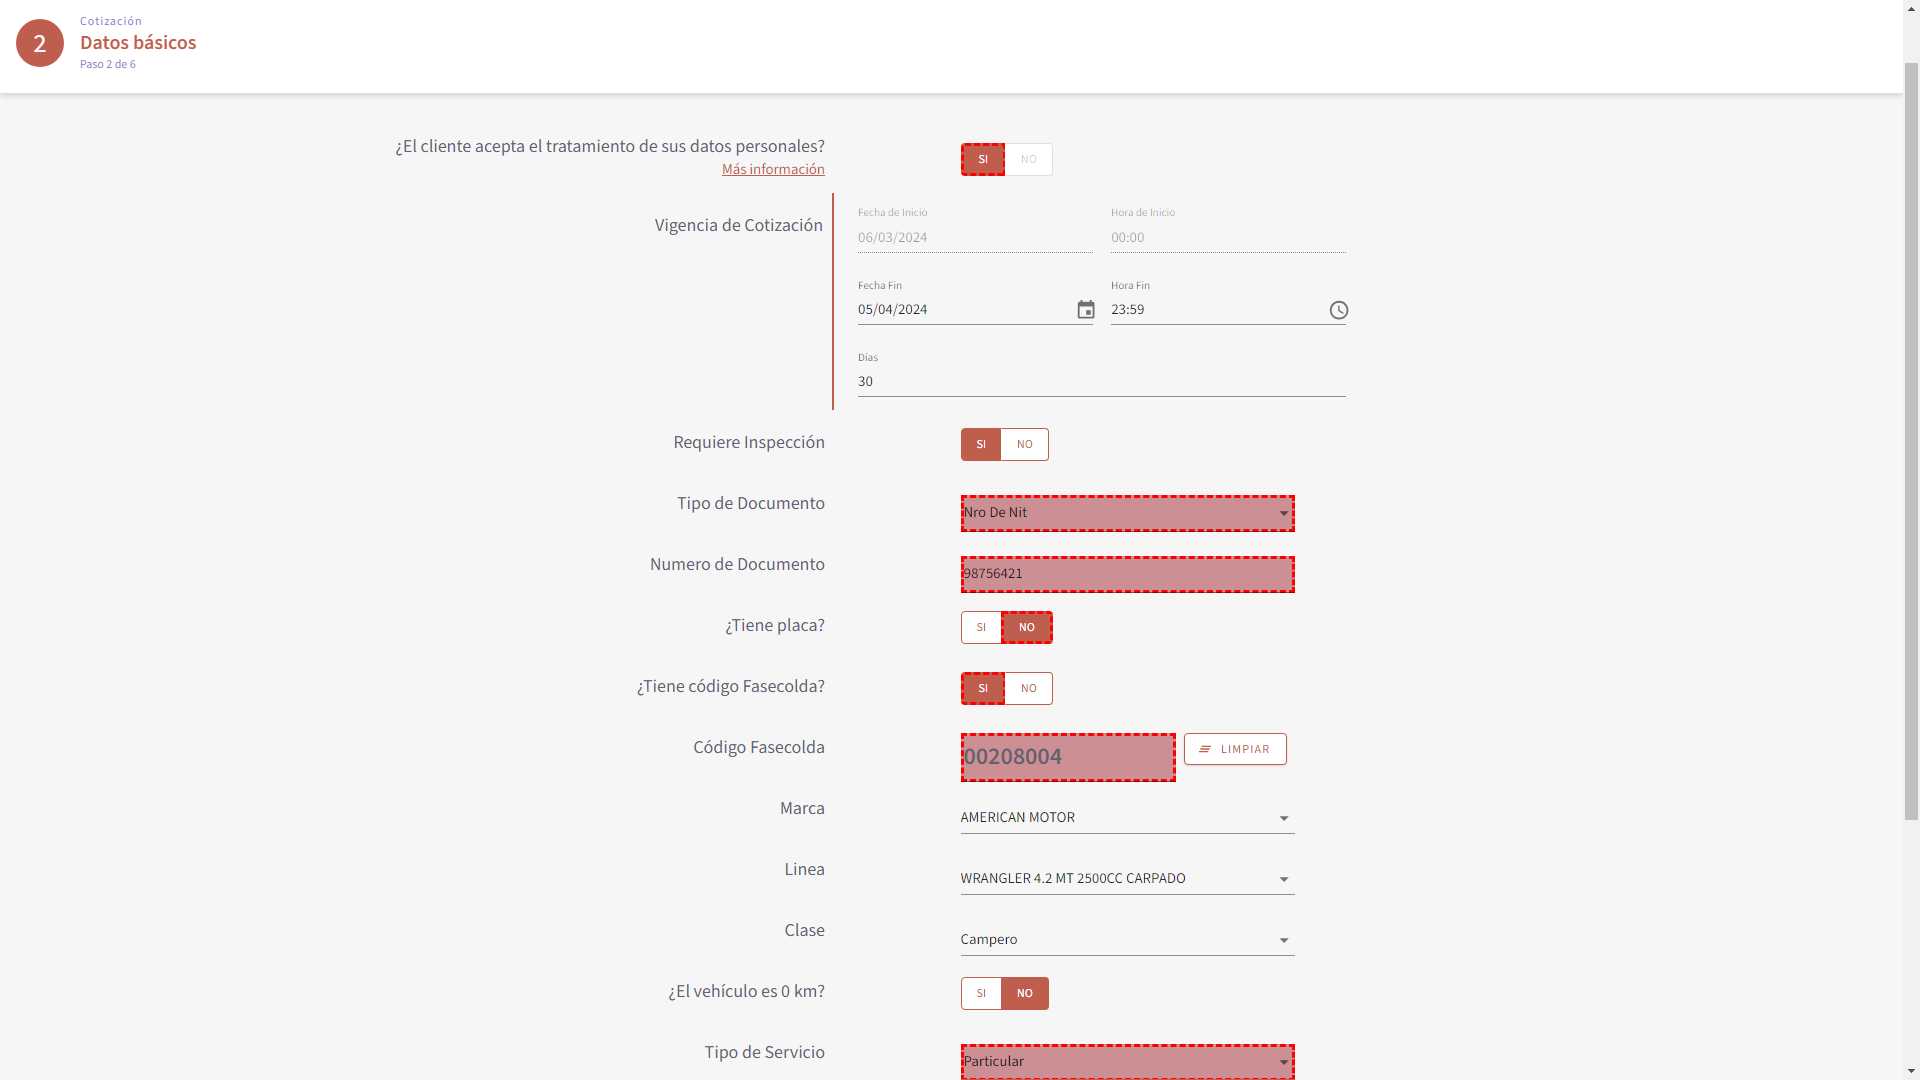 2
Cotización
Datos básicos
Paso 2 de 6
¿El cliente acepta el tratamiento de sus datos personales?
Más información
SI NO
Vigencia de Cotización
Fecha de Inicio Hora de Inicio
06/03/2024 00:00
Fecha Fin Hora Fin
05/04/2024 23:59
Días
30
Requiere Inspección SI NO
Tipo de Documento Nro De Nit
Numero de Documento 98756421
¿Tiene placa? SI NO
¿Tiene código Fasecolda? SI NO
Código Fasecolda 00208004 LIMPIAR
Marca AMERICAN MOTOR
Linea WRANGLER 4.2 MT 2500CC CARPADO
Clase Campero
¿El vehículo es 0 km? SI NO
Tipo de Servicio Particular